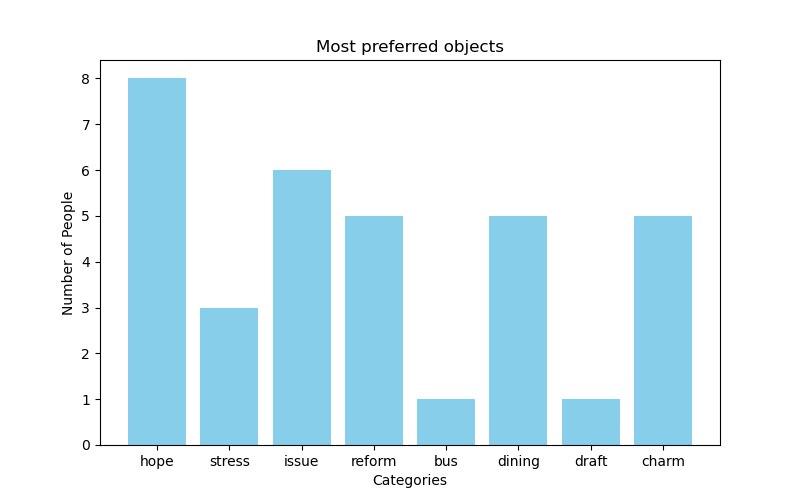 Most preferred objects
Number of People
8
7
6
5
4
3
2
1
0
hope stress issue reform bus dining draft charm
Categories